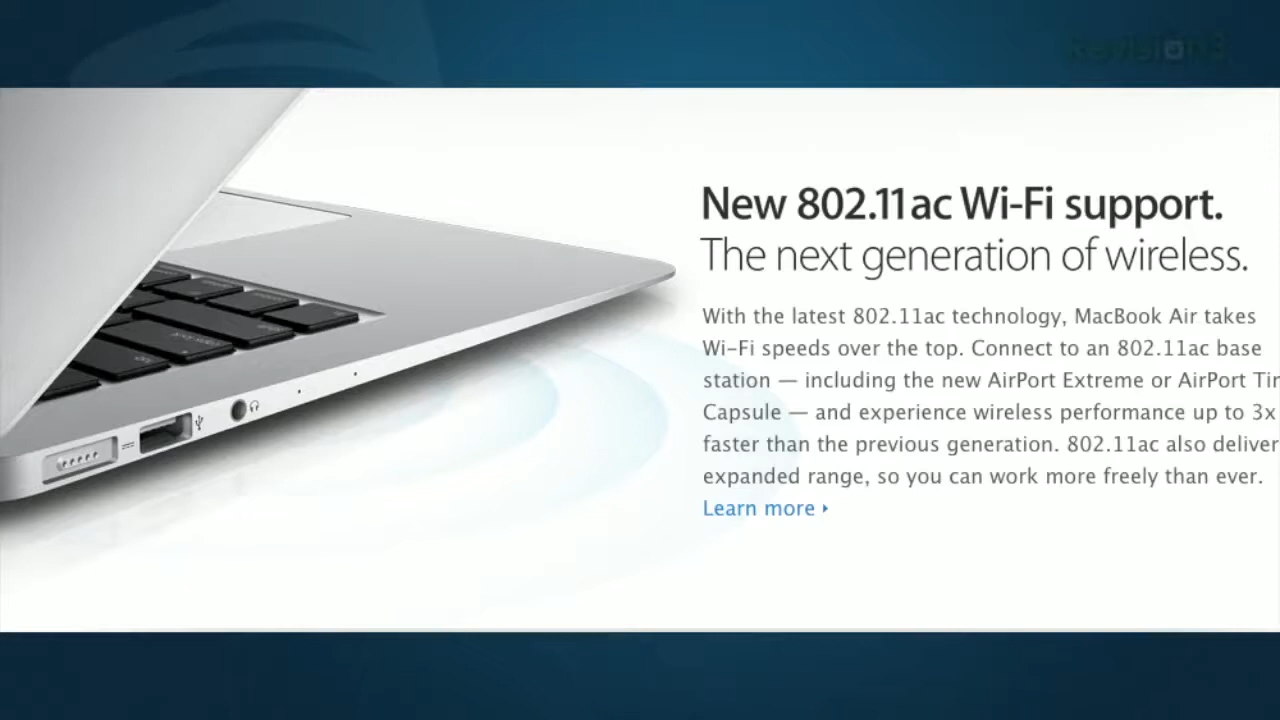 Revision3
New 802.11ac Wi-Fi support.
The next generation of wireless.
With the latest 802.11ac technology, MacBook Air takes
Wi-Fi speeds over the top. Connect to an 802.11ac base
station — including the new AirPort Extreme or AirPort Tim
Capsule — and experience wireless performance up to 3x
faster than the previous generation. 802.11ac also deliver
expanded range, so you can work more freely than ever.
Learn more